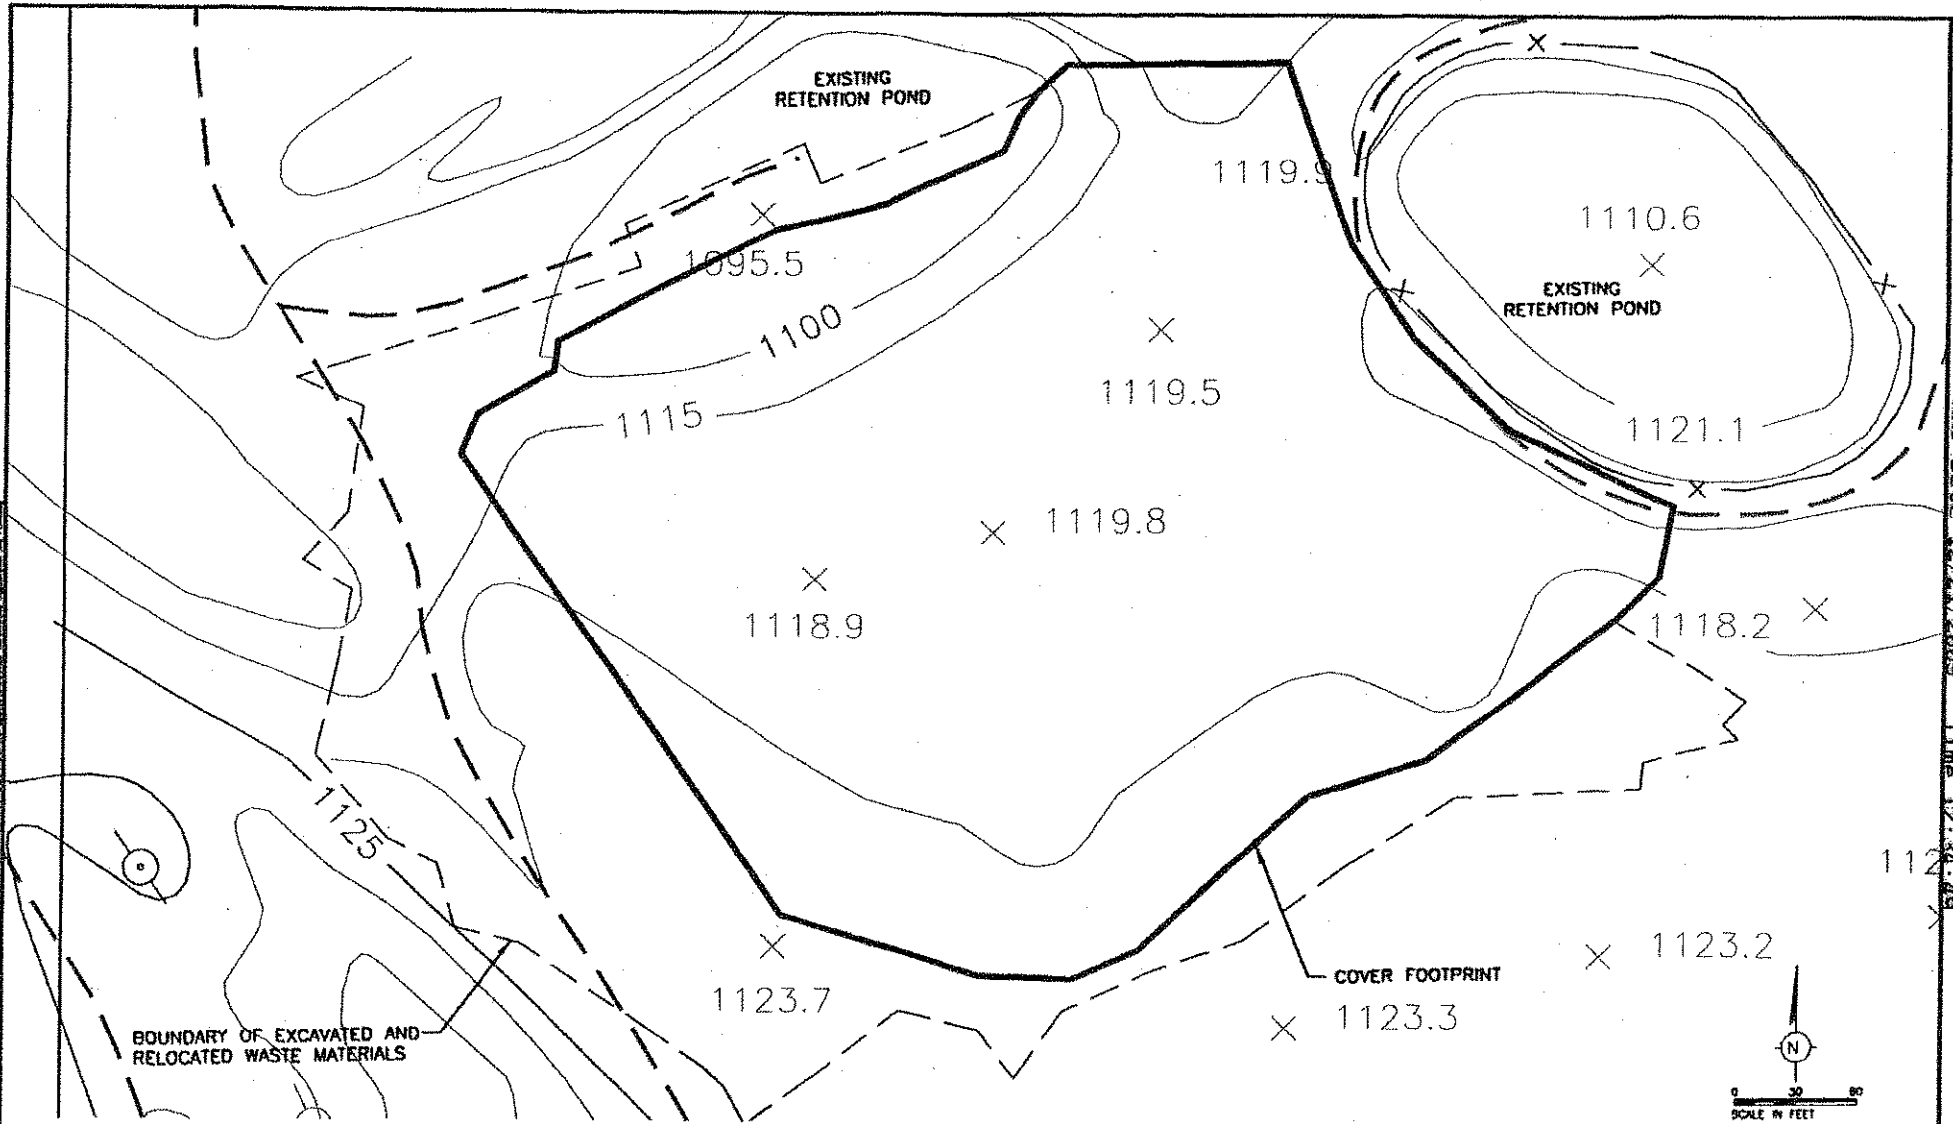 EXISTING
RETENTION POND
1119.9
1110.6
1095.5
EXISTING
RETENTION POND
1100
1119.5
1115
1121.1
1119.8
1118.9
1118.2
1125
1123.2
COVER FOOTPRINT
1123.7
1123.3
BOUNDARY OF EXCAVATED AND
RELOCATED WASTE MATERIALS
N
0 30 60
SCALE IN FEET